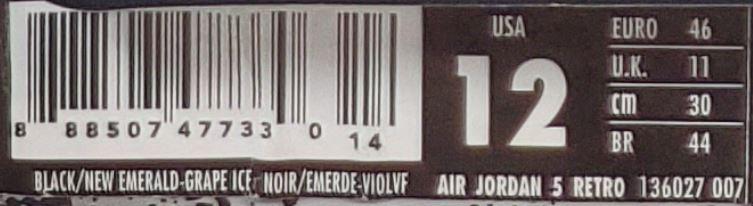 USA
12
EURO 46
U.K. 11
cm 30
BR 44
8 88507 47733 0 14
BLACK/NEW EMERALD-GRAPE ICE NOIR/EMERDE-VIOLVF
AIR JORDAN 5 RETRO 136027 007